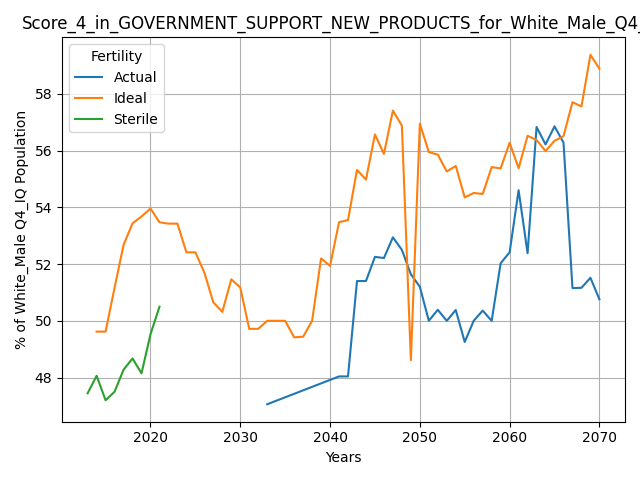 Score_4_in_GOVERNMENT_SUPPORT_NEW_PRODUCTS_for_White_Male_Q4_
Fertility
Actual
Ideal
Sterile
% of White_Male Q4_IQ Population
58
56
54
52
50
48
2020
2030
2040
2050
2060
2070
Years